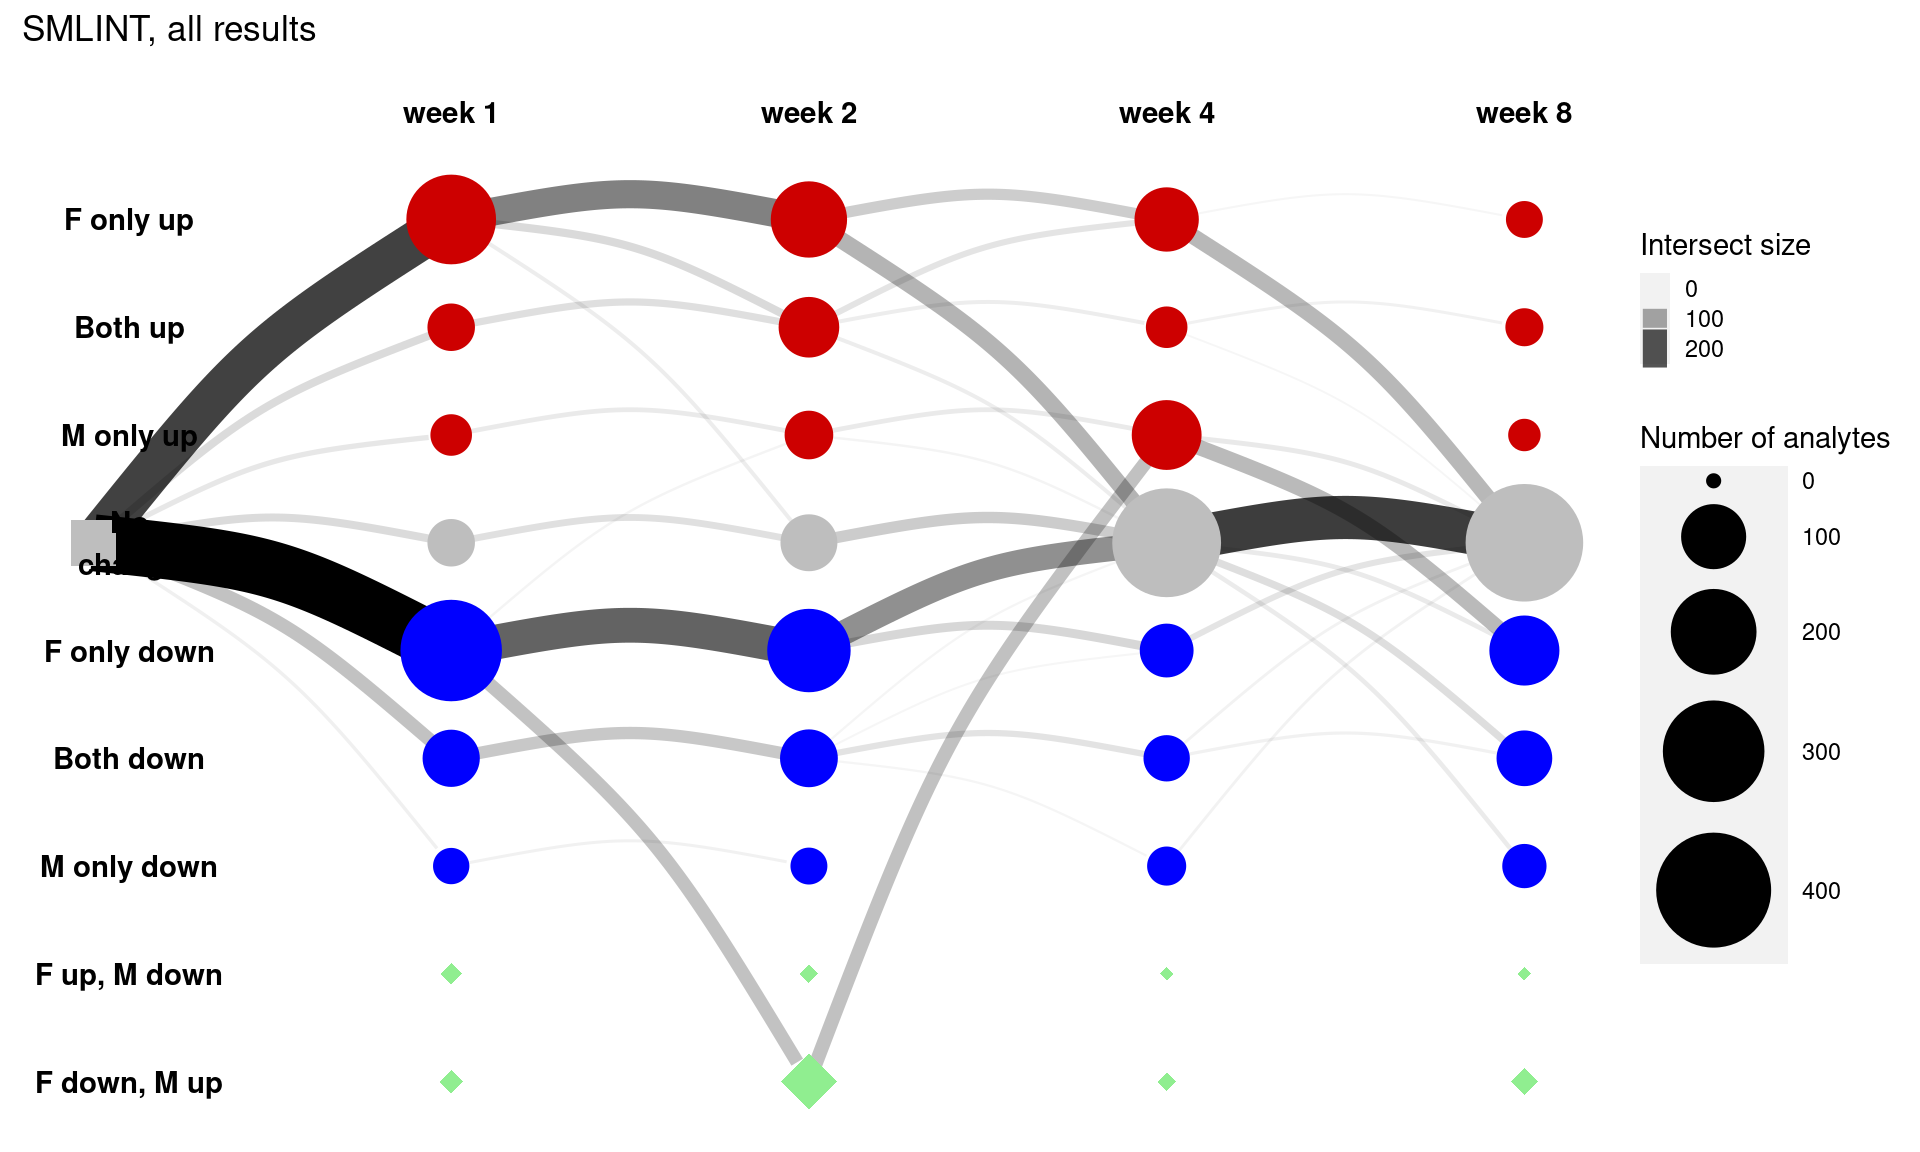 SMLINT, all results
week 1 week 2 week 4 week 8
F only up
Both up
M only up
F only down
Both down
M only down
F up, M down
F down, M up
Intersect size
0
100
200
Number of analytes
0
100
200
300
400